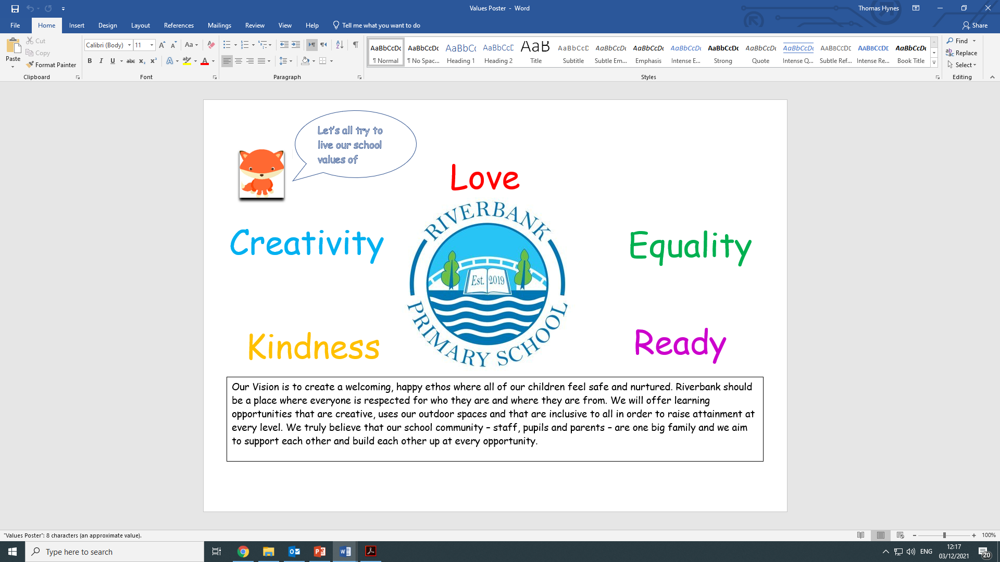 Values Poster - Word
Thomas Hynes
File Home Insert Design Layout References Mailings Review View Help Tell me what you want to do Share
Paste
Cut
Copy
Format Painter
Clipboard
Calibri (Body) 11
Font
Paragraph
AaBbCcDc AaBbCcDc AaBbCc AaBbCcD AaB AaBbCcD AaBbCcDc AaBbCcDc AaBbCcDc AaBbCcDc AaBbCcDc AaBbCcDc AaBbCcDd AaBbCcDd AaBbCcDc
¶ Normal ¶ No Spac... Heading 1 Heading 2 Title Subtitle Subtle Em... Emphasis Intense E... Strong Quote Intense Q... Subtle Ref... Intense Re... Book Title
Styles
Find
Replace
Select
Editing
Let's all try to
live our school
values of
Love
Creativity
Equality
RIVERBANK
Est. 2019
PRIMARY SCHOOL
Kindness
Ready
Our Vision is to create a welcoming, happy ethos where all of our children feel safe and nurtured. Riverbank should
be a place where everyone is respected for who they are and where they are from. We will offer learning
opportunities that are creative, uses our outdoor spaces and that are inclusive to all in order to raise attainment at
every level. We truly believe that our school community – staff, pupils and parents – are one big family and we aim
to support each other and build each other up at every opportunity.
"Values Poster": 8 characters (an approximate value).
100%
Type here to search
ENG
12:17
03/12/2021
20